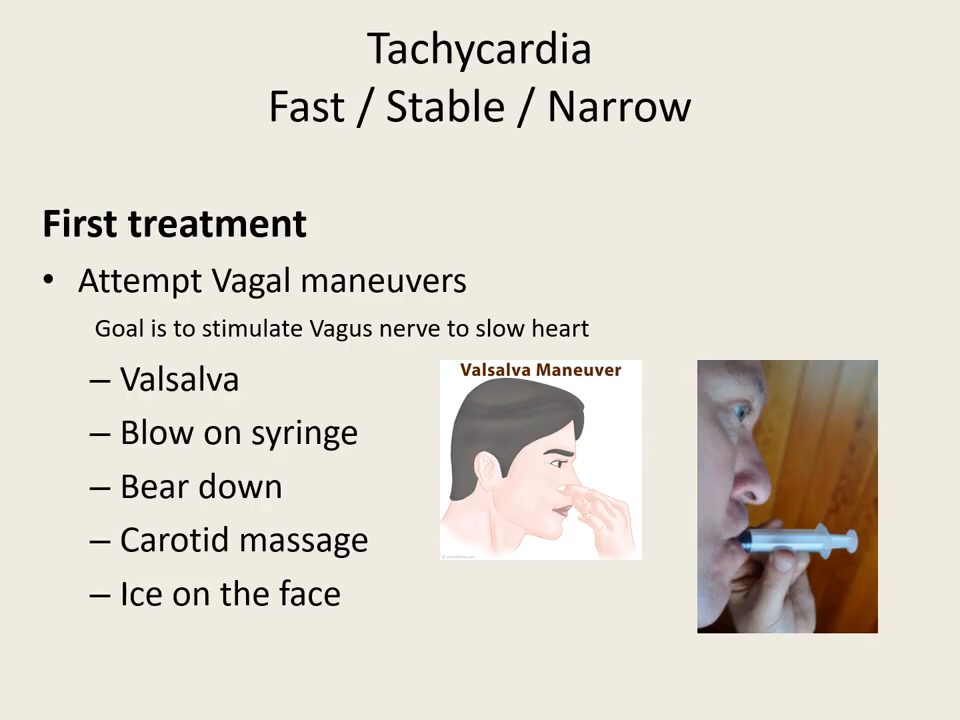 Tachycardia
Fast / Stable / Narrow
First treatment
• Attempt Vagal maneuvers
Goal is to stimulate Vagus nerve to slow heart
– Valsalva
– Blow on syringe
– Bear down
– Carotid massage
– Ice on the face
Valsalva Maneuver